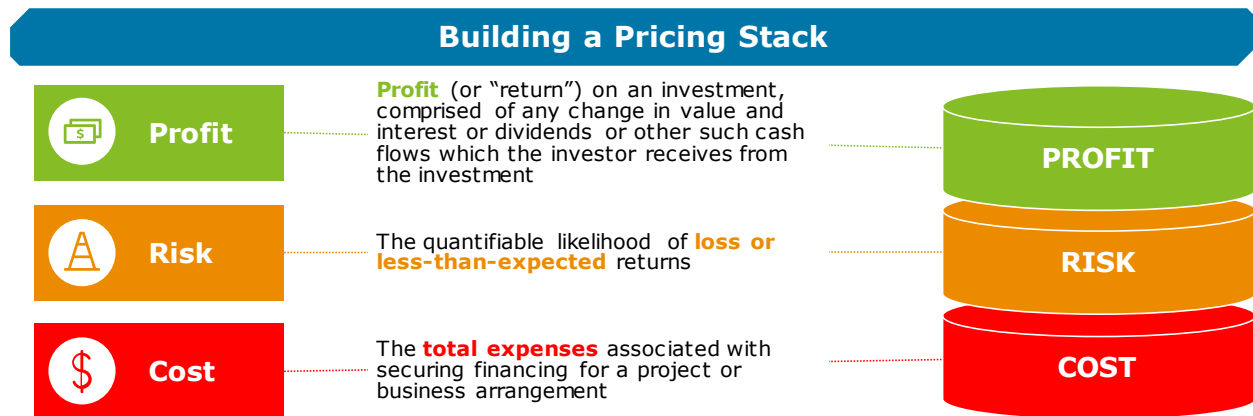 Building a Pricing Stack
Profit
Profit (or “return”) on an investment,
comprised of any change in value and
interest or dividends or other such cash
flows which the investor receives from
the investment
PROFIT
Risk
The quantifiable likelihood of loss or
less-than-expected returns
RISK
Cost
The total expenses associated with
securing financing for a project or
business arrangement
COST